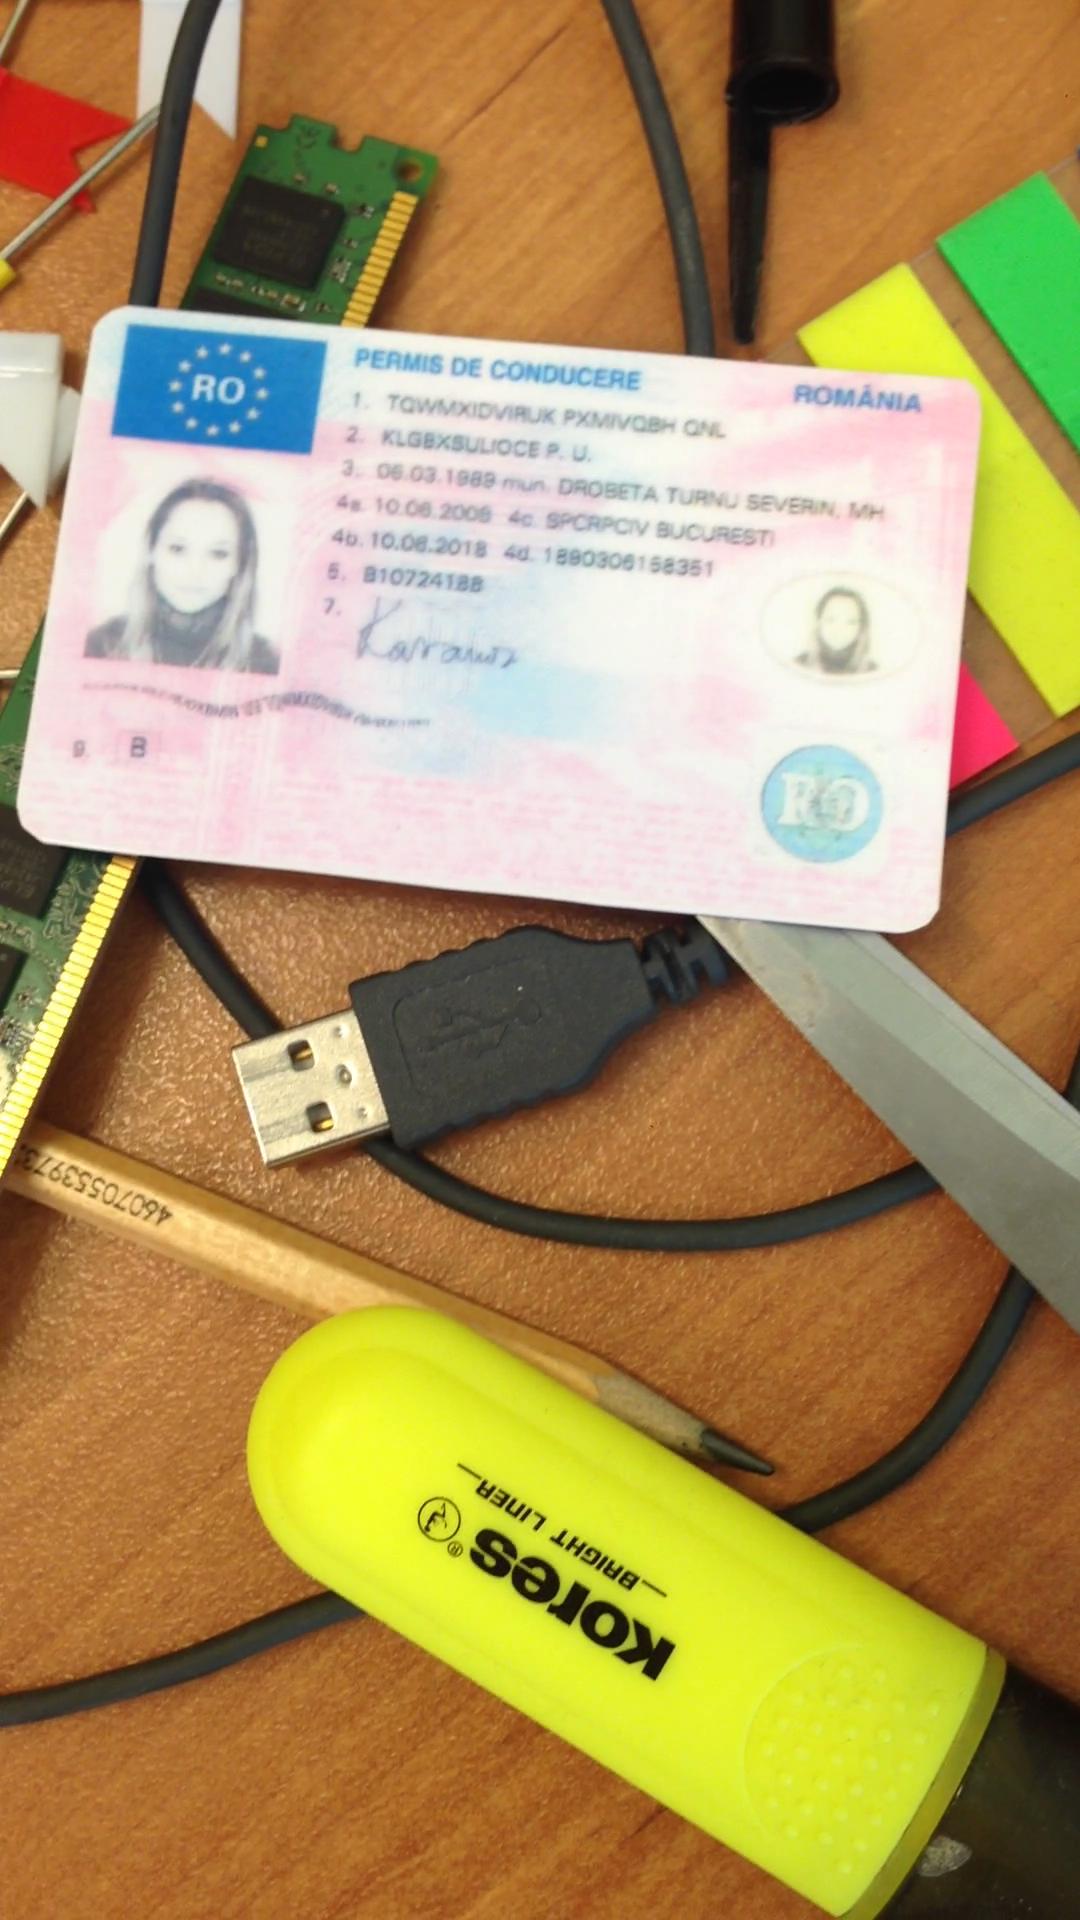 RO
PERMIS DE CONDUCERE
ROMÂNIA
1. TQWMXIDVIRUK PXMIVQBH QNL
2. KLGBXSULIOCE P. U.
3. 06.03.1989 mun. DROBETA TURNU SEVERIN, MH
4a. 10.06.2008 4c. SPCRPCIV BUCURESTI
4b. 10.06.2018 4d. 1890306158351
5. B10724188
7. 
9. B
RO
4607055397
BRIGHT LINER
Kores®